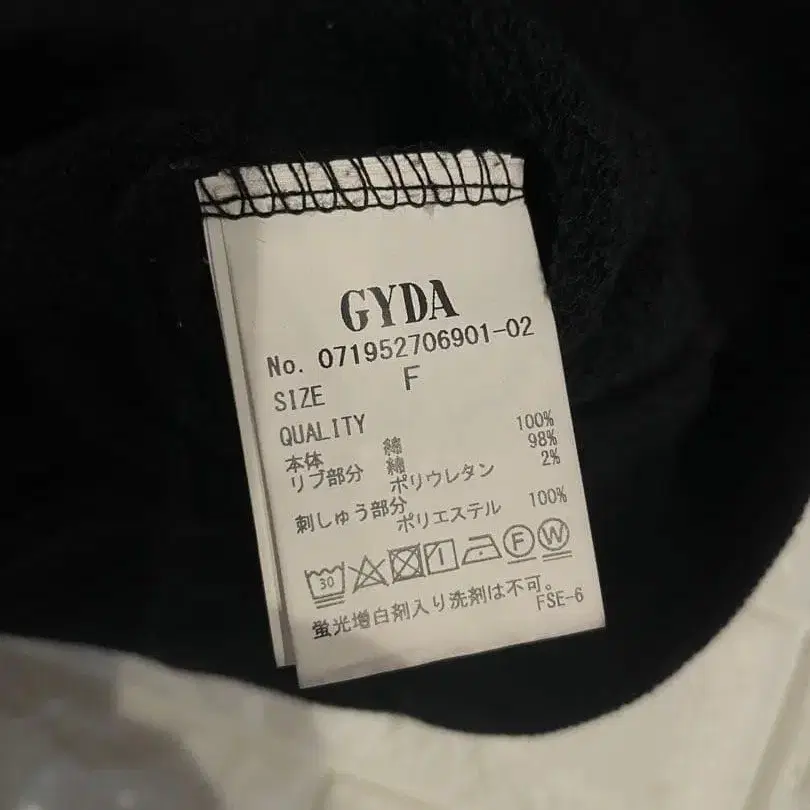 GYDA
No. 071952706901-02
SIZE F
QUALITY
本体 綿 100%
リブ部分 綿 98%
ポリウレタン 2%
刺しゅう部分
ポリエステル 100%
30 F W
蛍光増白剤入り洗剤は不可。
FSE-6